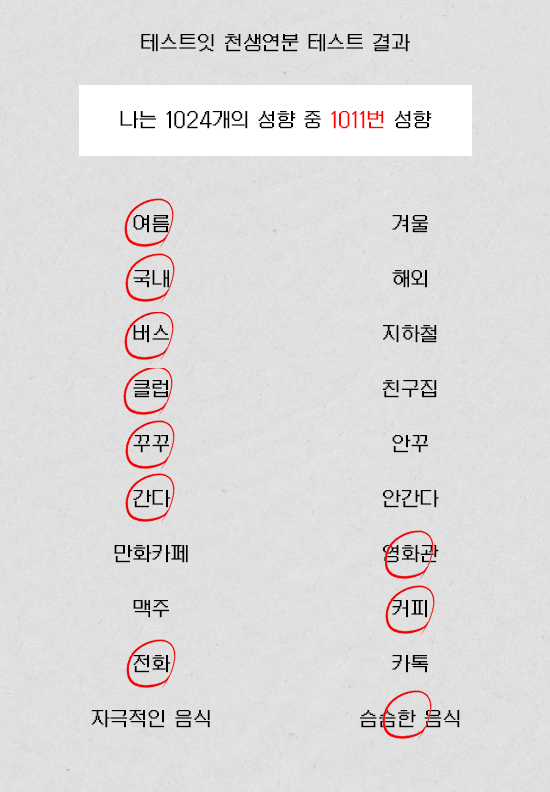 테스트잇 천생연분 테스트 결과
나는 1024개의 성향 중 1011번 성향
여름 겨울
국내 해외
버스 지하철
클럽 친구집
꾸꾸 안꾸
간다 안간다
만화카페 영화관
맥주 커피
전화 카톡
자극적인 음식 슴슴한 음식